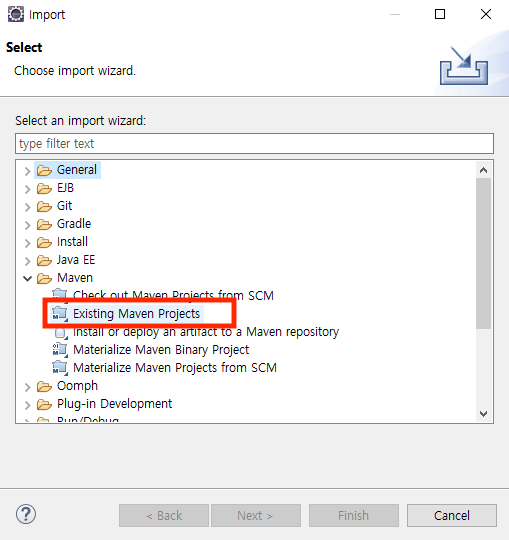 Import
Select
Choose import wizard.
Select an import wizard:
type filter text
General
EJB
Git
Gradle
Install
Java EE
Maven
Check out Maven Projects from SCM
Existing Maven Projects
Install or deploy an artifact to a Maven repository
Materialize Maven Binary Project
Materialize Maven Projects from SCM
Oomph
Plug-in Development
Run/Debug
< Back
Next >
Finish
Cancel